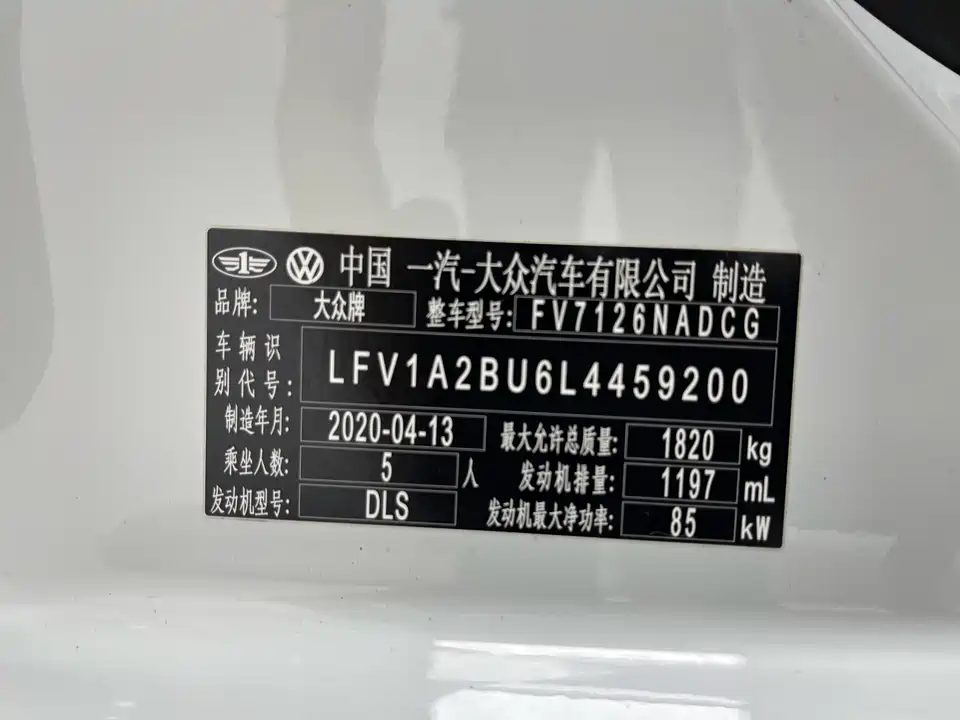 中国 一汽-大众汽车有限公司 制造
品牌: 大众牌 整车型号: FV7126NADCG
车辆识
别代号: LFV1A2BU6L4459200
制造年月: 2020-04-13 最大允许总质量: 1820 kg
乘坐人数: 5 人 发动机排量: 1197 mL
发动机型号: DLS 发动机最大净功率: 85 kW